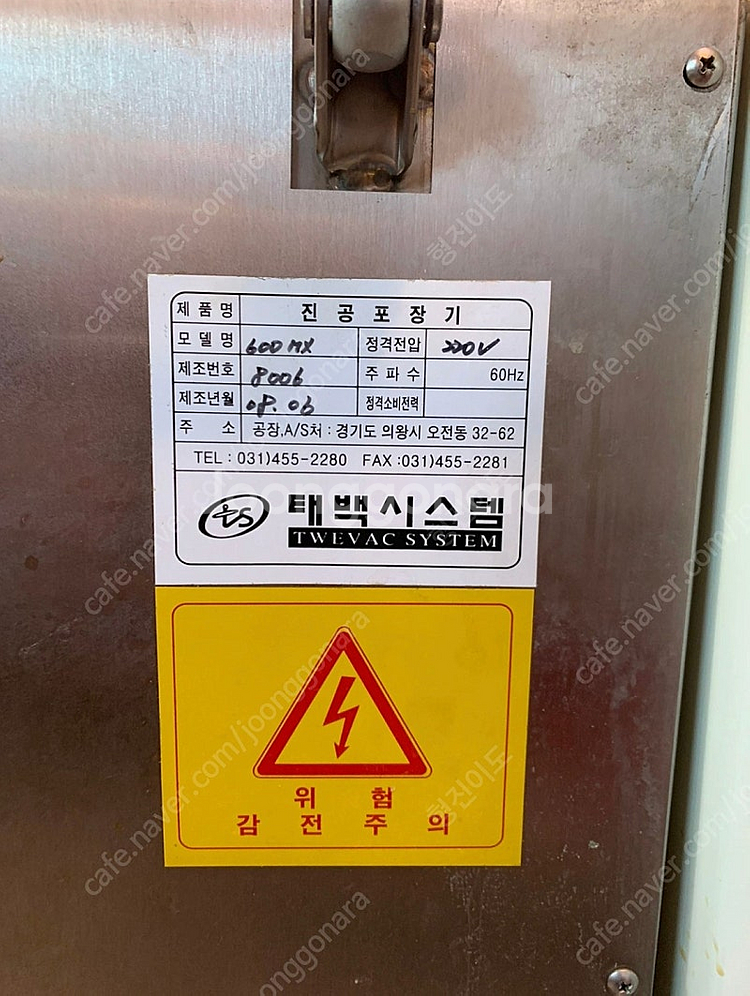 제 품 명 진 공 포 장 기
모 델 명 600MX 정격전압 220V
제조번호 8006 주 파 수 60Hz
제조년월 08.06 정격소비전력
주 소 공장,A/S처 : 경기도 의왕시 오전동 32-62
TEL : 031)455-2280 FAX :031)455-2281
TVS 태백시스템
TWEVAC SYSTEM
위 험
감 전 주 의
joonggonara
cafe.naver.com/joonggonara
형진이도